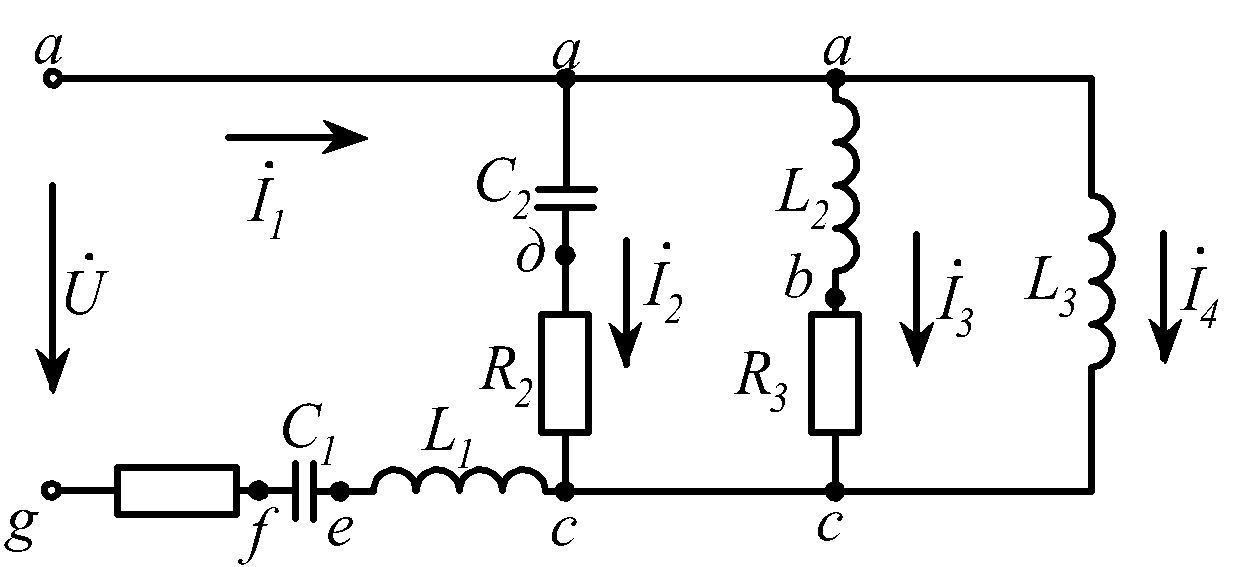 a a a
İ₁
C₂
L₂
д
b
U̇
İ₂
İ₃
L₃
İ₄
R₂
R₃
C₁
L₁
g
f
e
c
c